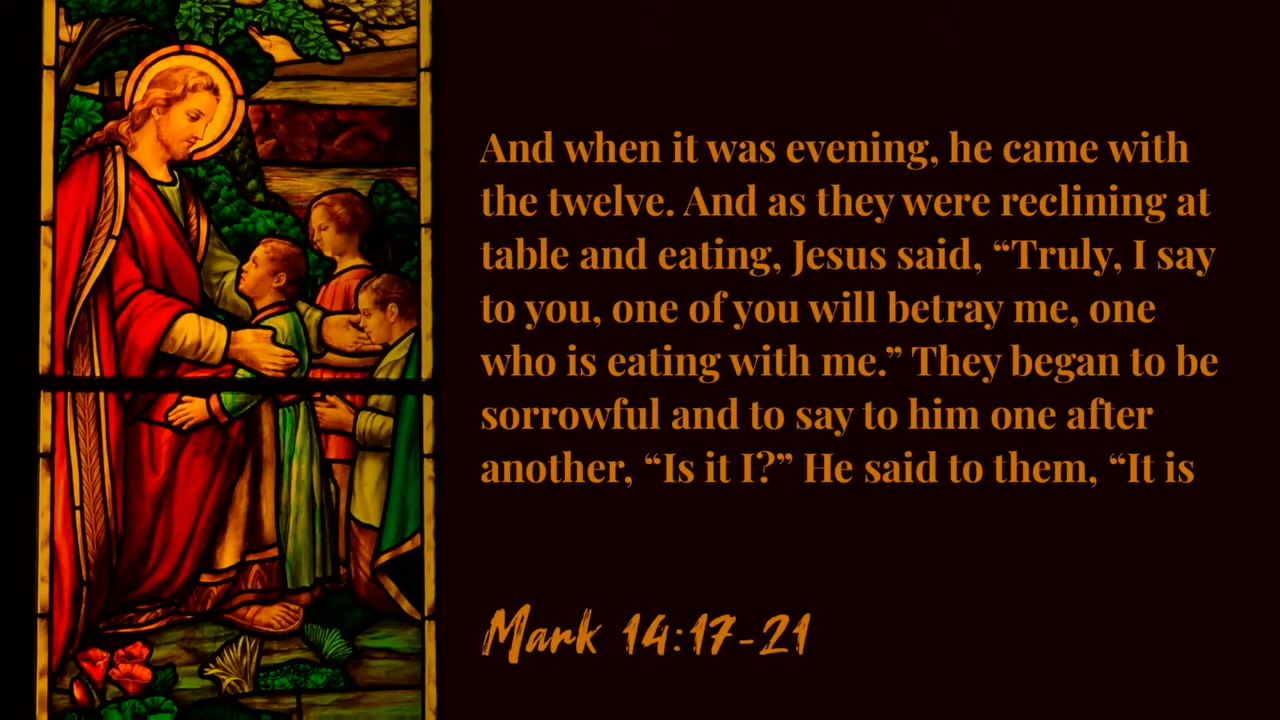 And when it was evening, he came with
the twelve. And as they were reclining at
table and eating, Jesus said, “Truly, I say
to you, one of you will betray me, one
who is eating with me.” They began to be
sorrowful and to say to him one after
another, “Is it I?” He said to them, “It is
Mark 14:17-21